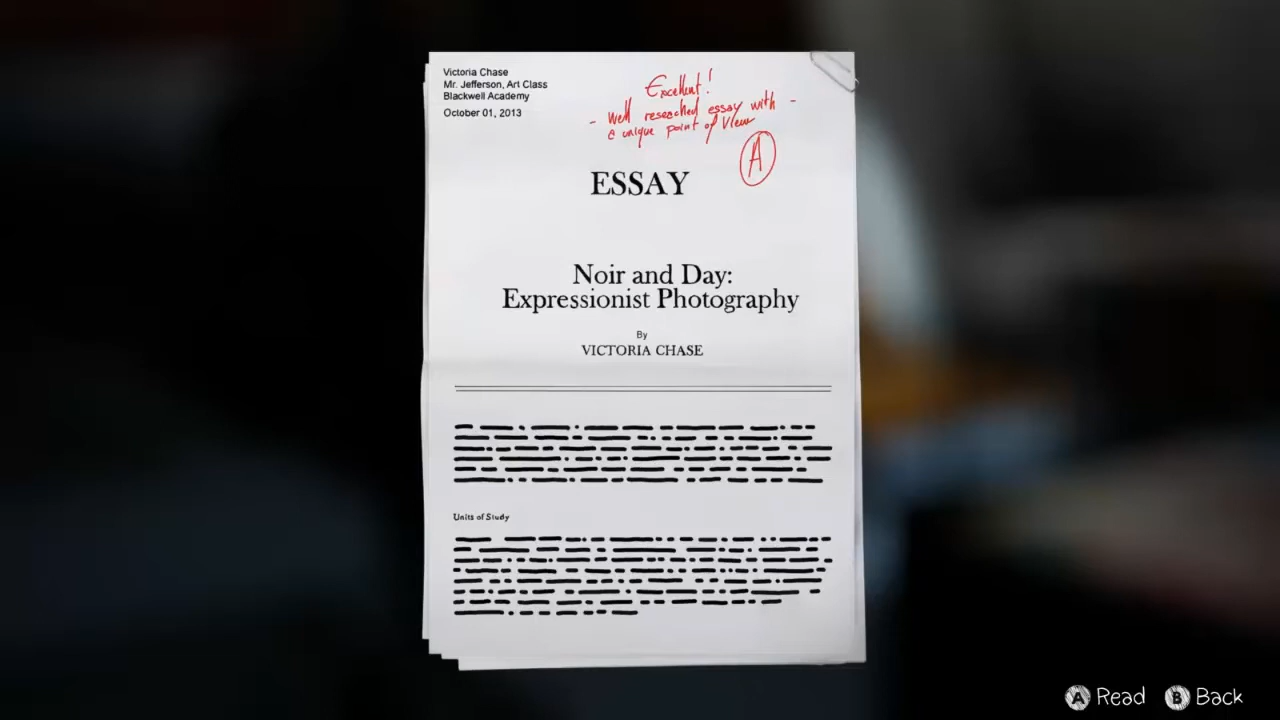 Victoria Chase
Mr. Jefferson, Art Class
Blackwell Academy
October 01, 2013
Excellent!
- Well reseached essay with -
a unique point of View
A
ESSAY
Noir and Day:
Expressionist Photography
By
VICTORIA CHASE
Units of Study
A Read B Back